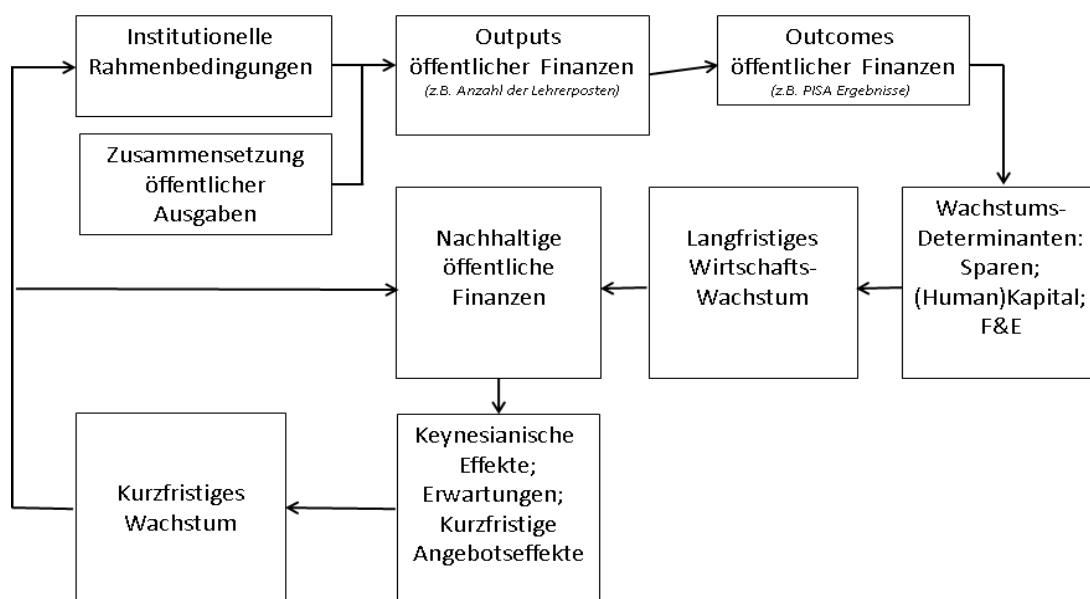 Institutionelle
Rahmenbedingungen
Outputs
öffentlicher Finanzen
(z.B. Anzahl der Lehrerposten)
Outcomes
öffentlicher Finanzen
(z.B. PISA Ergebnisse)
Zusammensetzung
öffentlicher
Ausgaben
Nachhaltige
öffentliche
Finanzen
Langfristiges
Wirtschafts-
Wachstum
Wachstums-
Determinanten:
Sparen;
(Human)Kapital;
F&E
Kurzfristiges
Wachstum
Keynesianische
Effekte;
Erwartungen;
Kurzfristige
Angebotseffekte